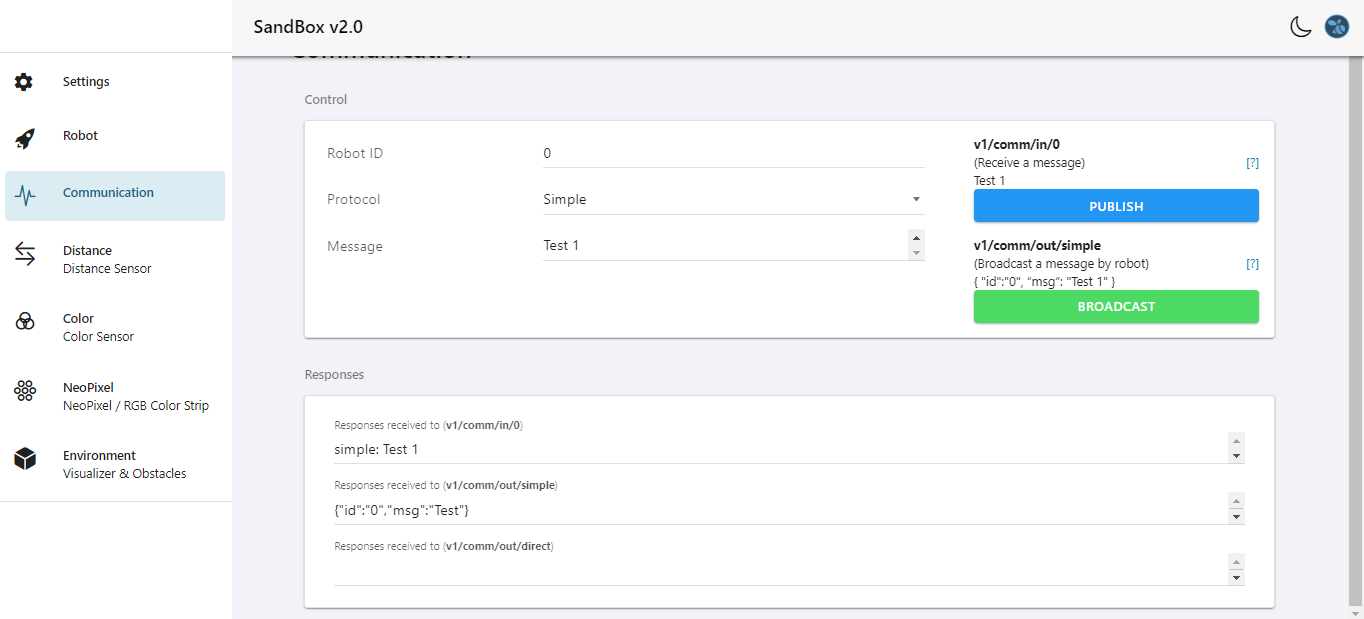 SandBox v2.0
Settings
Robot
Communication
Distance
Distance Sensor
Color
Color Sensor
NeoPixel
NeoPixel / RGB Color Strip
Environment
Visualizer & Obstacles
Communication
Control
Robot ID
0
Protocol
Simple
Message
Test 1
v1/comm/in/0
(Receive a message)
[?]
Test 1
PUBLISH
v1/comm/out/simple
(Broadcast a message by robot)
[?]
{ "id":"0", "msg": "Test 1" }
BROADCAST
Responses
Responses received to (v1/comm/in/0)
simple: Test 1
Responses received to (v1/comm/out/simple)
{"id":"0","msg":"Test"}
Responses received to (v1/comm/out/direct)